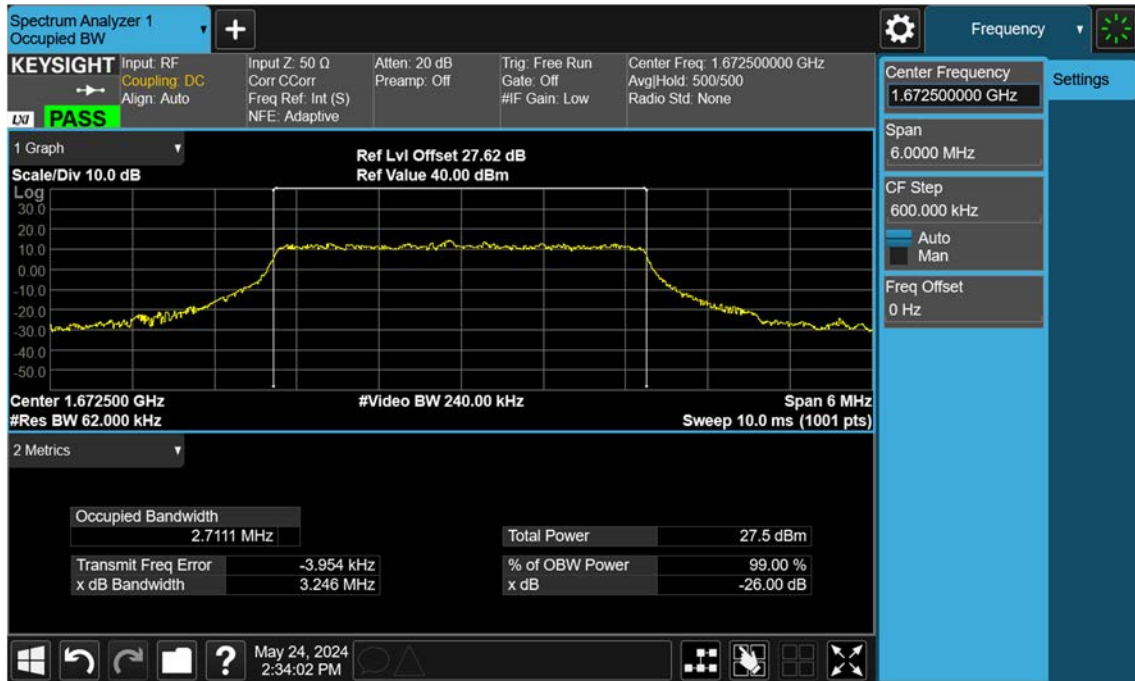 Spectrum Analyzer 1
Occupied BW
+
Frequency
KEYSIGHT
LXI PASS
Input: RF
Coupling: DC
Align: Auto
Input Z: 50 Ω
Corr CCorr
Freq Ref: Int (S)
NFE: Adaptive
Atten: 20 dB
Preamp: Off
Trig: Free Run
Gate: Off
#IF Gain: Low
Center Freq: 1.672500000 GHz
Avg|Hold: 500/500
Radio Std: None
Center Frequency
1.672500000 GHz
Settings
Span
6.0000 MHz
CF Step
600.000 kHz
Auto
Man
Freq Offset
0 Hz
1 Graph
Scale/Div 10.0 dB
Ref Lvl Offset 27.62 dB
Ref Value 40.00 dBm
Log
30.0
20.0
10.0
0.00
-10.0
-20.0
-30.0
-40.0
-50.0
Center 1.672500 GHz
#Video BW 240.00 kHz
Span 6 MHz
#Res BW 62.000 kHz
Sweep 10.0 ms (1001 pts)
2 Metrics
Occupied Bandwidth
2.7111 MHz
Total Power 27.5 dBm
Transmit Freq Error -3.954 kHz
% of OBW Power 99.00 %
x dB Bandwidth 3.246 MHz
x dB -26.00 dB
?
May 24, 2024
2:34:02 PM